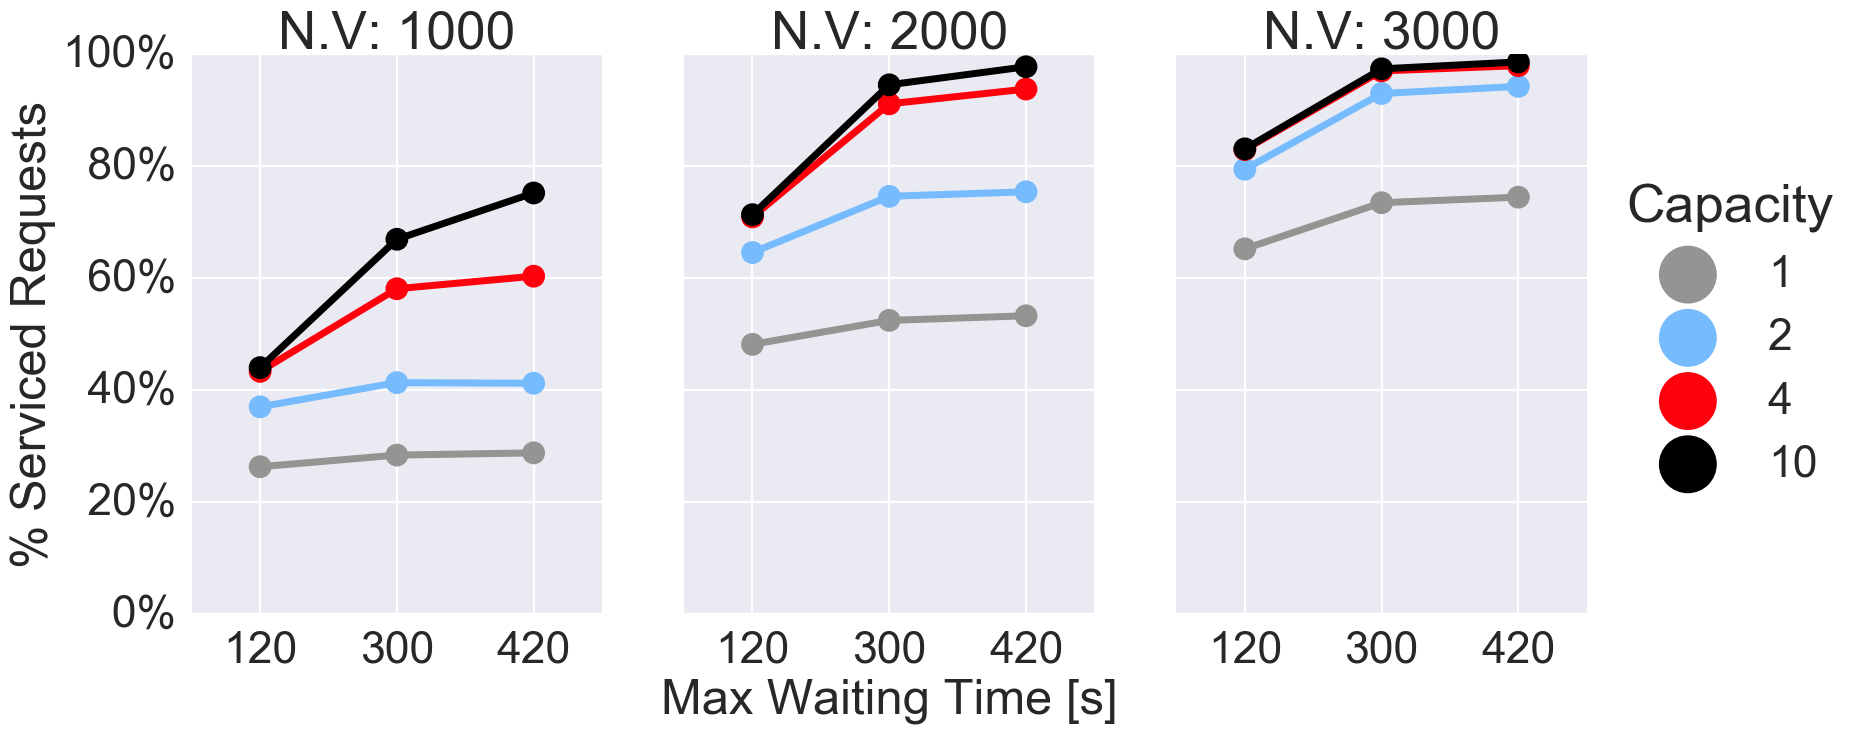 N.V: 1000
N.V: 2000
N.V: 3000
% Serviced Requests
100%
80%
60%
40%
20%
0%
120 300 420
120 300 420
120 300 420
Max Waiting Time [s]
Capacity
1
2
4
10